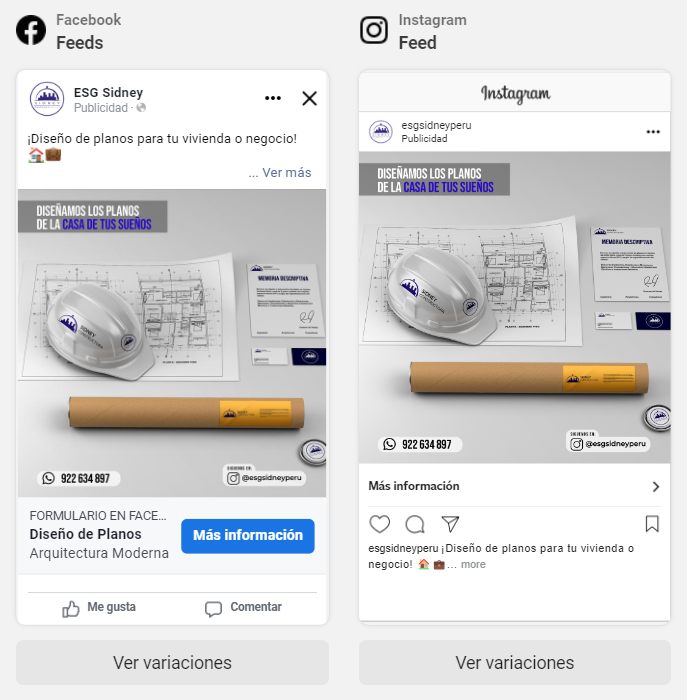 Facebook
Feeds
ESG Sidney
Publicidad ·
¡Diseño de planos para tu vivienda o negocio!
🏠💼
... Ver más
DISEÑAMOS LOS PLANOS
DE LA CASA DE TUS SUEÑOS
MEMORIA DESCRIPTIVA
SIDNEY
922 634 897
SIGUENOS EN:
@esgsidneyperu
FORMULARIO EN FACE...
Diseño de Planos
Arquitectura Moderna
Más información
Me gusta
Comentar
Ver variaciones
Instagram
Feed
Instagram
esgsidneyperu
Publicidad
DISEÑAMOS LOS PLANOS
DE LA CASA DE TUS SUEÑOS
MEMORIA DESCRIPTIVA
SIDNEY
922 634 897
SIGUENOS EN:
@esgsidneyperu
Más información
esgsidneyperu ¡Diseño de planos para tu vivienda o
negocio! 🏠 💼 ... more
Ver variaciones